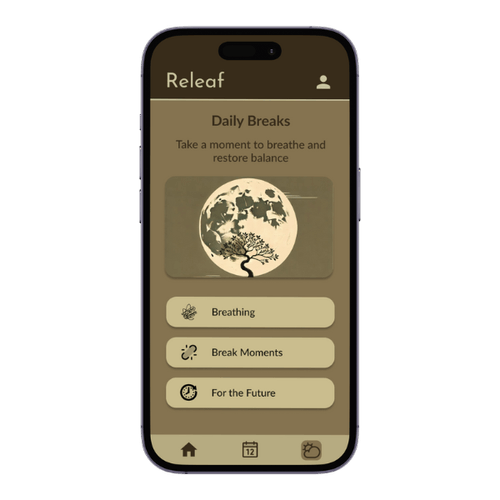 Releaf
Daily Breaks
Take a moment to breathe and
restore balance
Breathing
Break Moments
For the Future
12